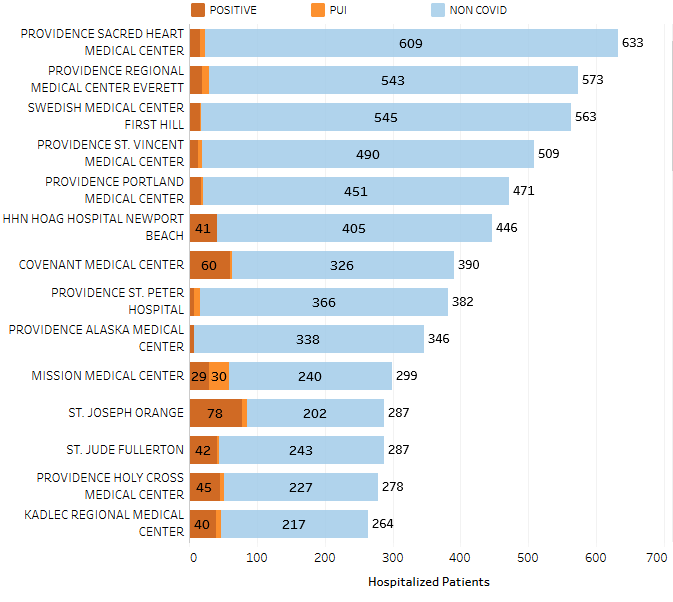 POSITIVE PUI NON COVID
PROVIDENCE SACRED HEART
MEDICAL CENTER
609 633
PROVIDENCE REGIONAL
MEDICAL CENTER EVERETT
543 573
SWEDISH MEDICAL CENTER
FIRST HILL
545 563
PROVIDENCE ST. VINCENT
MEDICAL CENTER
490 509
PROVIDENCE PORTLAND
MEDICAL CENTER
451 471
HHN HOAG HOSPITAL NEWPORT
BEACH
41 405 446
COVENANT MEDICAL CENTER 60 326 390
PROVIDENCE ST. PETER
HOSPITAL
366 382
PROVIDENCE ALASKA MEDICAL
CENTER
338 346
MISSION MEDICAL CENTER 29 30 240 299
ST. JOSEPH ORANGE 78 202 287
ST. JUDE FULLERTON 42 243 287
PROVIDENCE HOLY CROSS
MEDICAL CENTER
45 227 278
KADLEC REGIONAL MEDICAL
CENTER
40 217 264
0 100 200 300 400 500 600 700
Hospitalized Patients